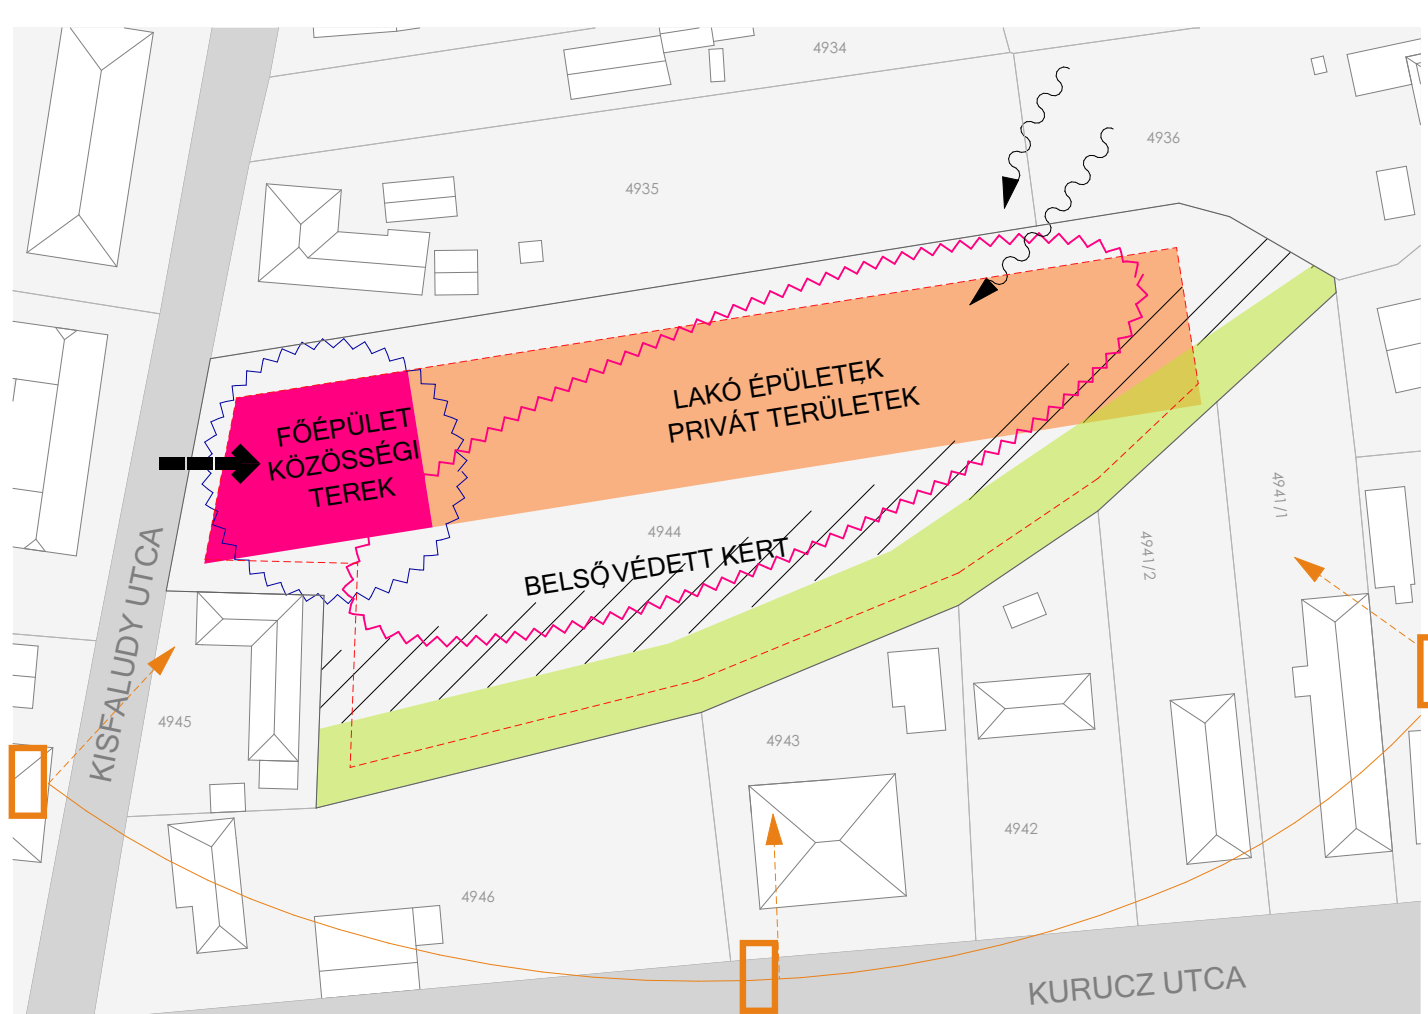 4934
4936
4935
LAKÓ ÉPÜLETEK
PRIVÁT TERÜLETEK
FŐÉPÜLET
KÖZÖSSÉGI
TEREK
4944
BELSŐ VÉDETT KERT
4941/1
4941/2
KISFALUDY UTCA
4945
4943
4942
4946
KURUCZ UTCA